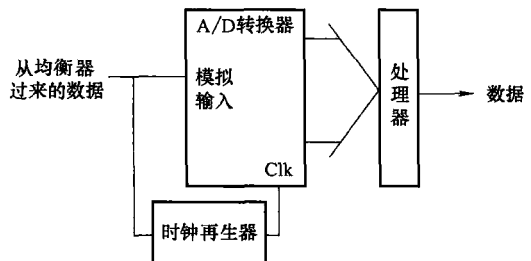 A/D转换器
从均衡器
过来的数据
模拟
输入
Clk
时钟再生器
处
理
器
数据